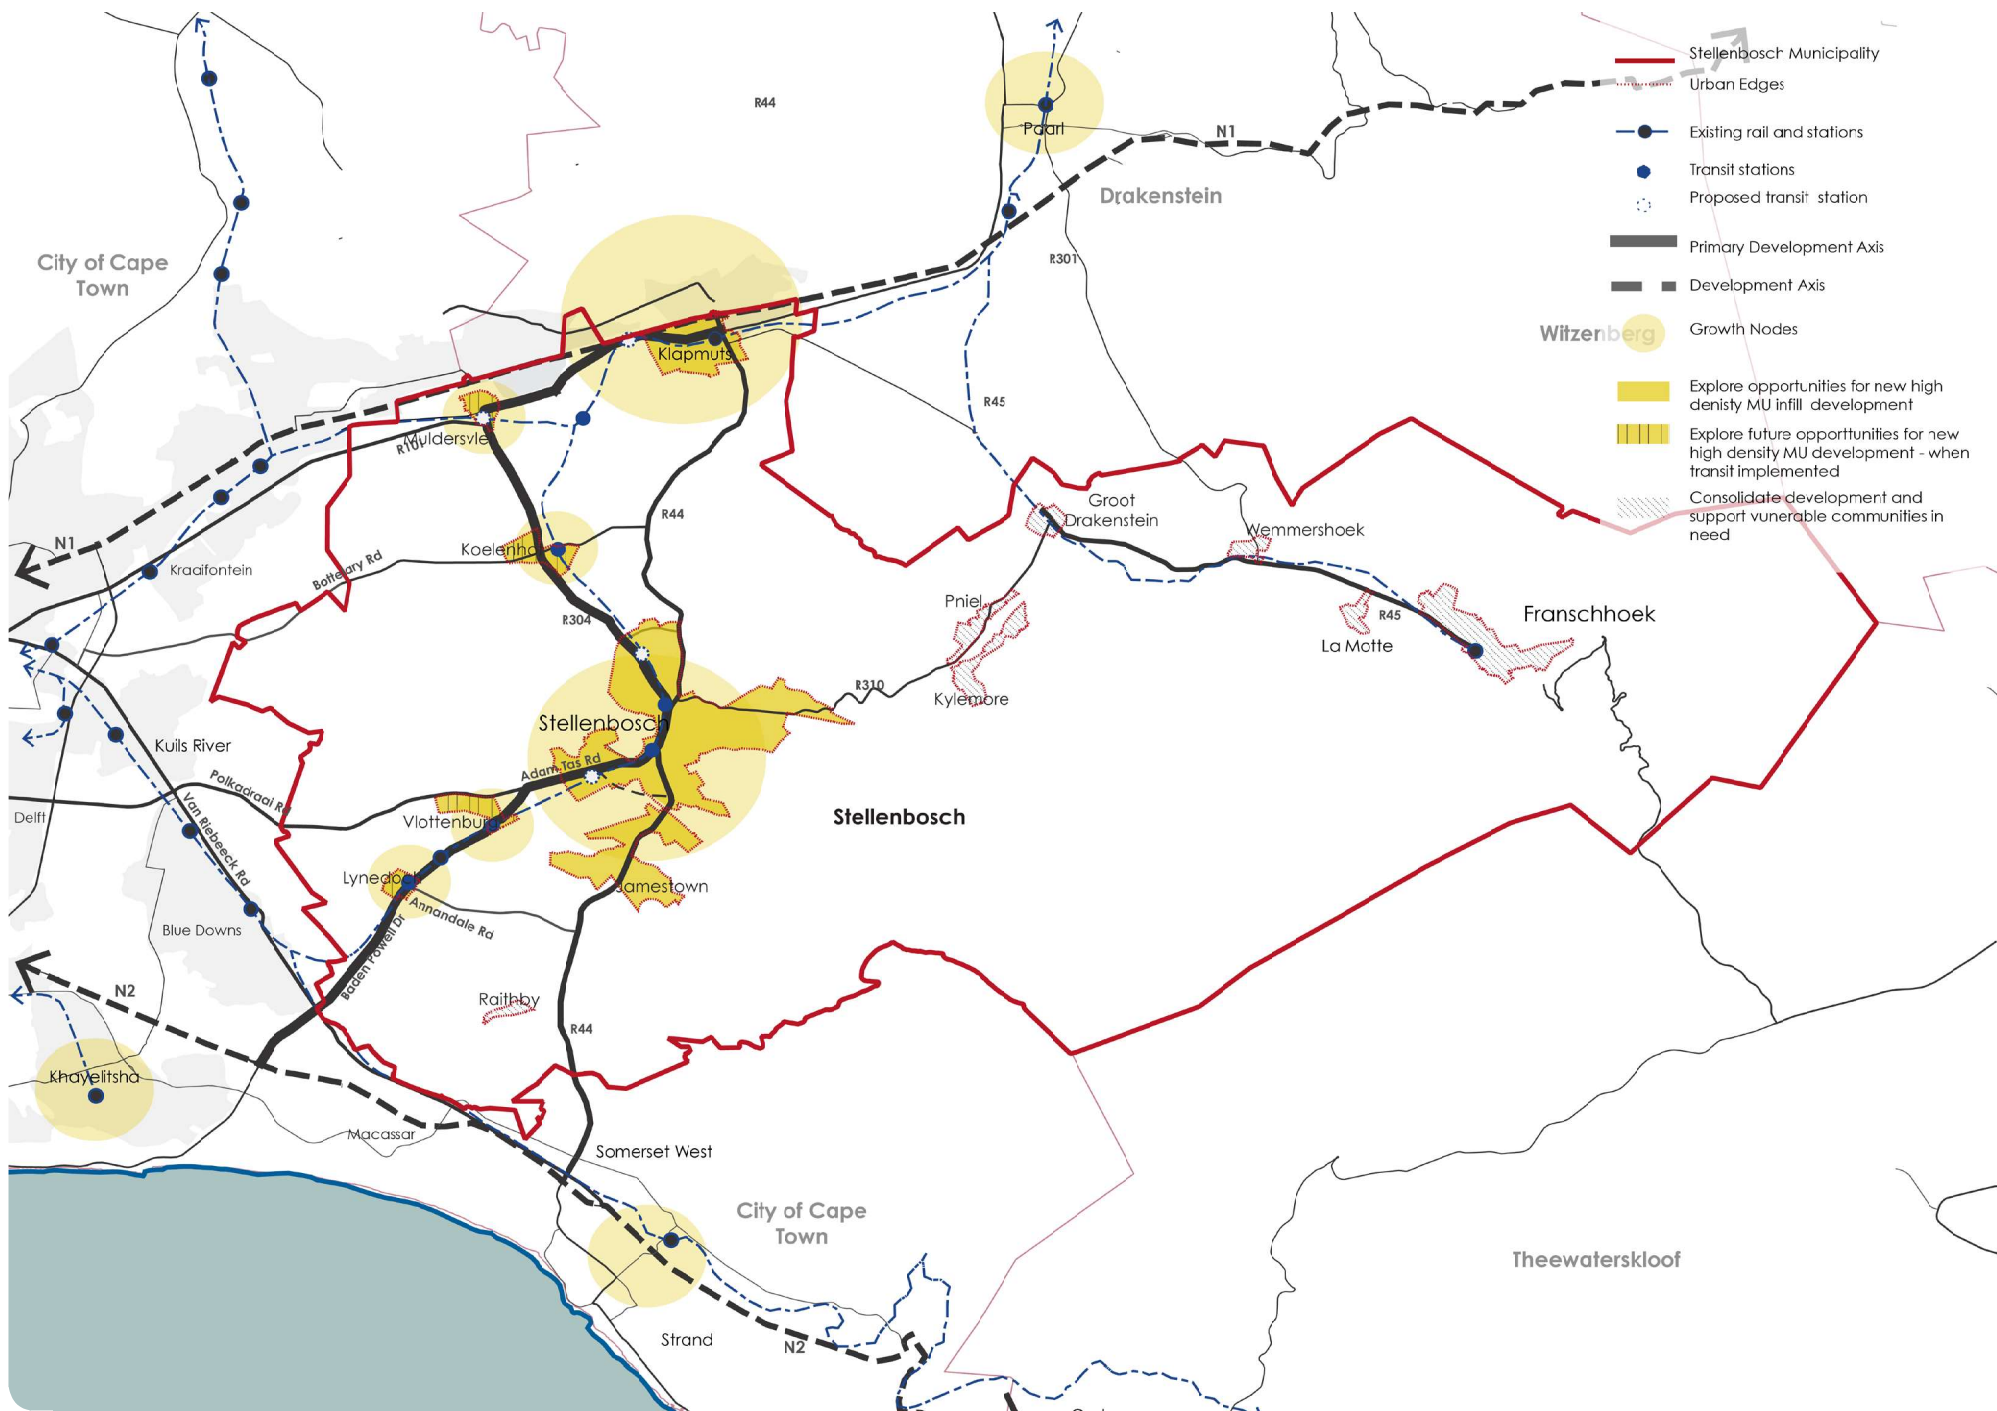 Stellenbosch Municipality
Urban Edges
Existing rail and stations
Transit stations
Proposed transit station
Primary Development Axis
Development Axis
Growth Nodes
Explore opportunities for new high
denisty MU infill development
Explore future opporttunities for new
high density MU development - when
transit implemented
Consolidate development and
support vunerable communities in
need
R44
Paarl
N1
Drakenstein
City of Cape
Town
R301
Witzenberg
Klapmuts
R45
Muldersvlei
R101
Groot
Drakenstein
R44
Wemmershoek
N1
Koelenhof
Kraaifontein
Bottelary Rd
Pniel
R304
R45
Franschhoek
La Motte
R310
Kylemore
Stellenbosch
Kuils River
Adam Tas Rd
Polkadraai Rd
Van Riebeeck Rd
Delft
Vlottenburg
Stellenbosch
Lynedoch
Jamestown
Annandale Rd
Blue Downs
Baden Powell Dr
N2
Raithby
R44
Khayelitsha
Macassar
Somerset West
City of Cape
Town
Theewaterskloof
Strand
N2